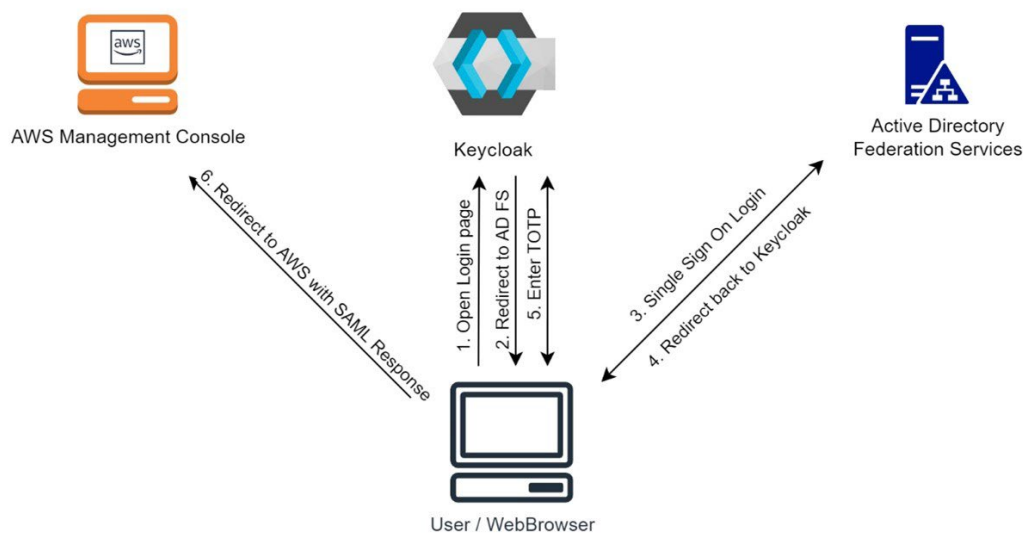 aws
AWS Management Console
Keycloak
Active Directory
Federation Services
6. Redirect to AWS with SAML Response
1. Open Login page
2. Redirect to AD FS
5. Enter TOTP
3. Single Sign On Login
4. Redirect back to Keycloak
User / WebBrowser